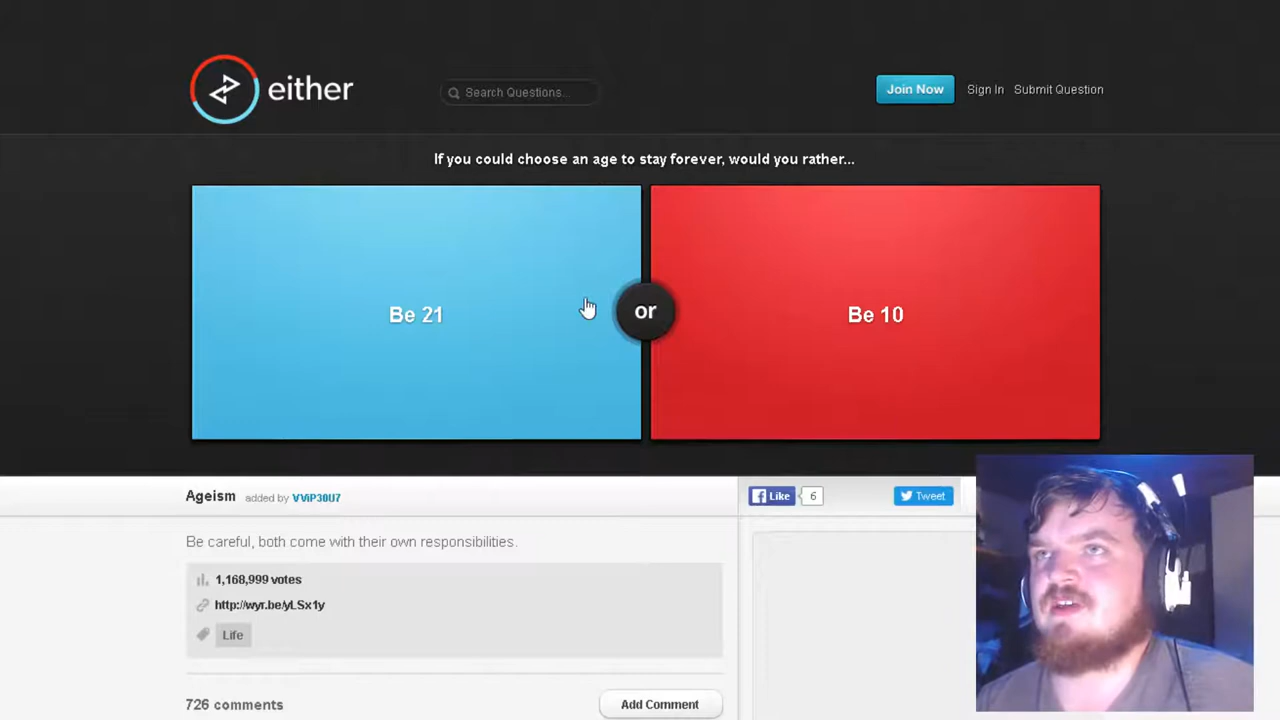 either
Search Questions...
Join Now
Sign In
Submit Question
If you could choose an age to stay forever, would you rather...
Be 21
or
Be 10
Ageism
added by VViP30U7
Like
6
Tweet
Be careful, both come with their own responsibilities.
1,168,999 votes
http://wyr.be/yLSx1y
Life
726 comments
Add Comment